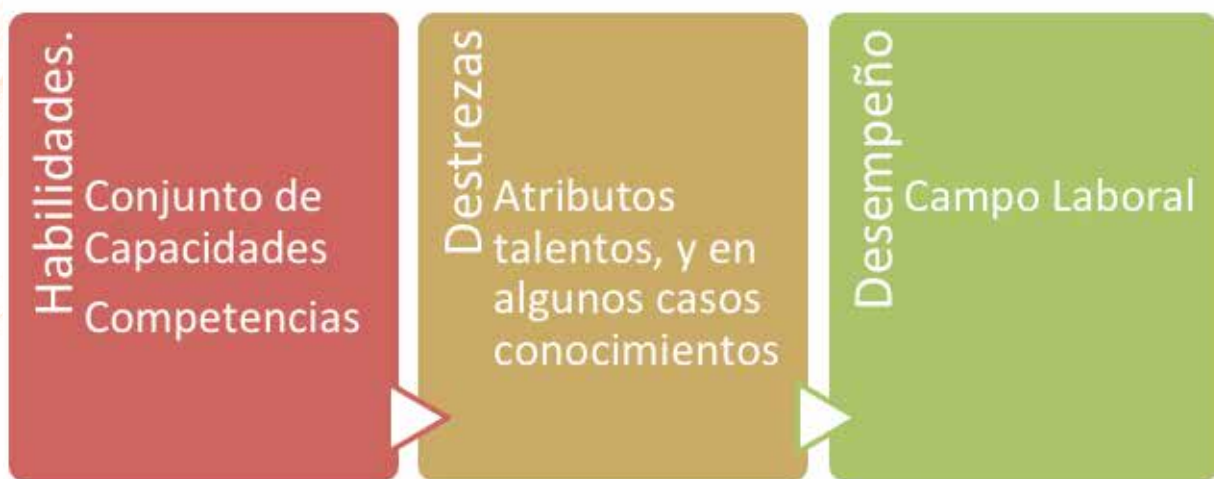 Habilidades.
Conjunto de
Capacidades
Competencias
Destrezas
Atributos
talentos, y en
algunos casos
conocimientos
Desempeño
Campo Laboral